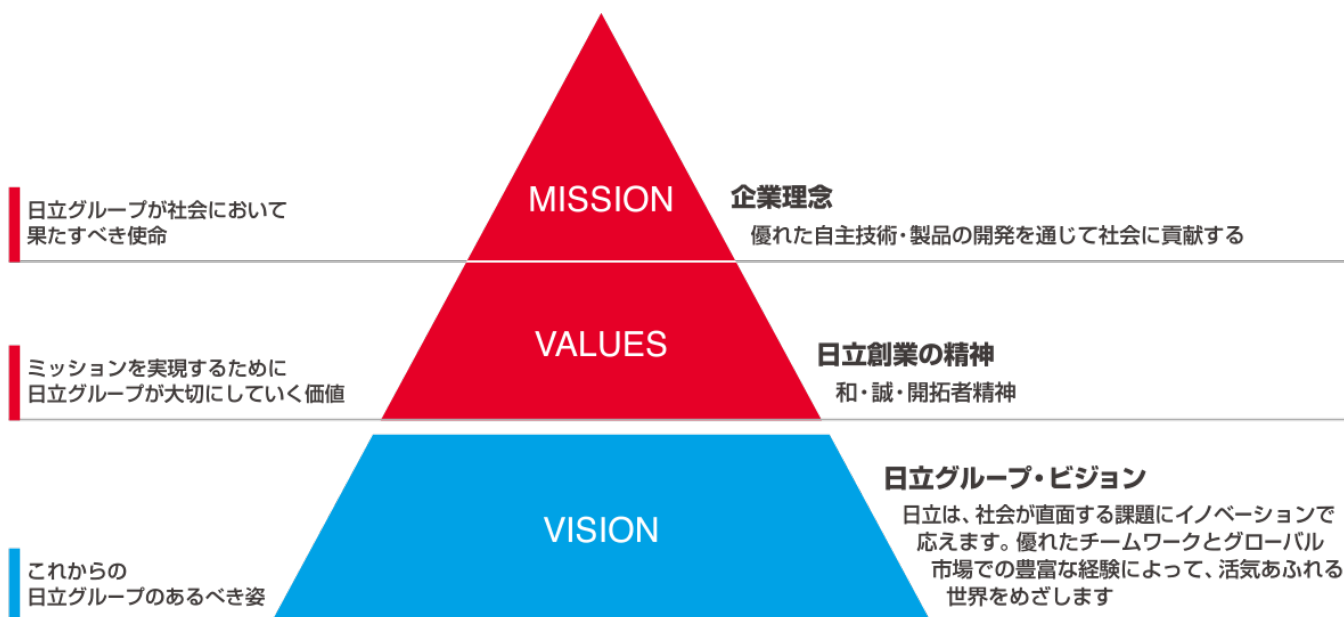 日立グループが社会において
果たすべき使命
MISSION
企業理念
優れた自主技術・製品の開発を通じて社会に貢献する
ミッションを実現するために
日立グループが大切にしていく価値
VALUES
日立創業の精神
和・誠・開拓者精神
これからの
日立グループのあるべき姿
VISION
日立グループ・ビジョン
日立は、社会が直面する課題にイノベーションで
応えます。優れたチームワークとグローバル
市場での豊富な経験によって、活気あふれる
世界をめざします